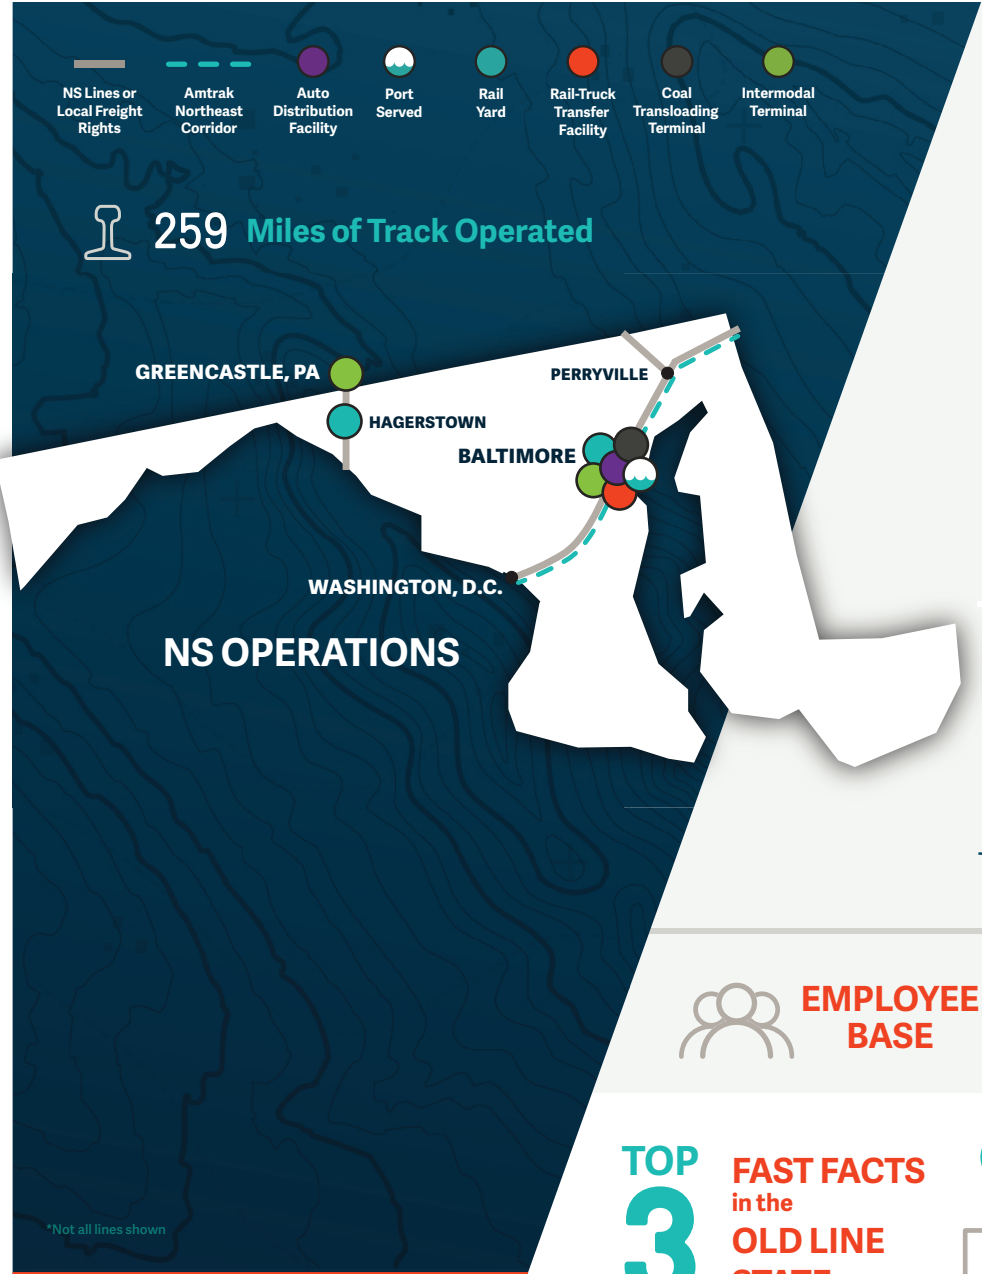 NS Lines or
Local Freight
Rights
Amtrak
Northeast
Corridor
Auto
Distribution
Facility
Port
Served
Rail
Yard
Rail-Truck
Transfer
Facility
Coal
Transloading
Terminal
Intermodal
Terminal
259 Miles of Track Operated
GREENCASTLE, PA
PERRYVILLE
HAGERSTOWN
BALTIMORE
WASHINGTON, D.C.
NS OPERATIONS
EMPLOYEE
BASE
TOP
3
FAST FACTS
in the
OLD LINE
STATE
*Not all lines shown